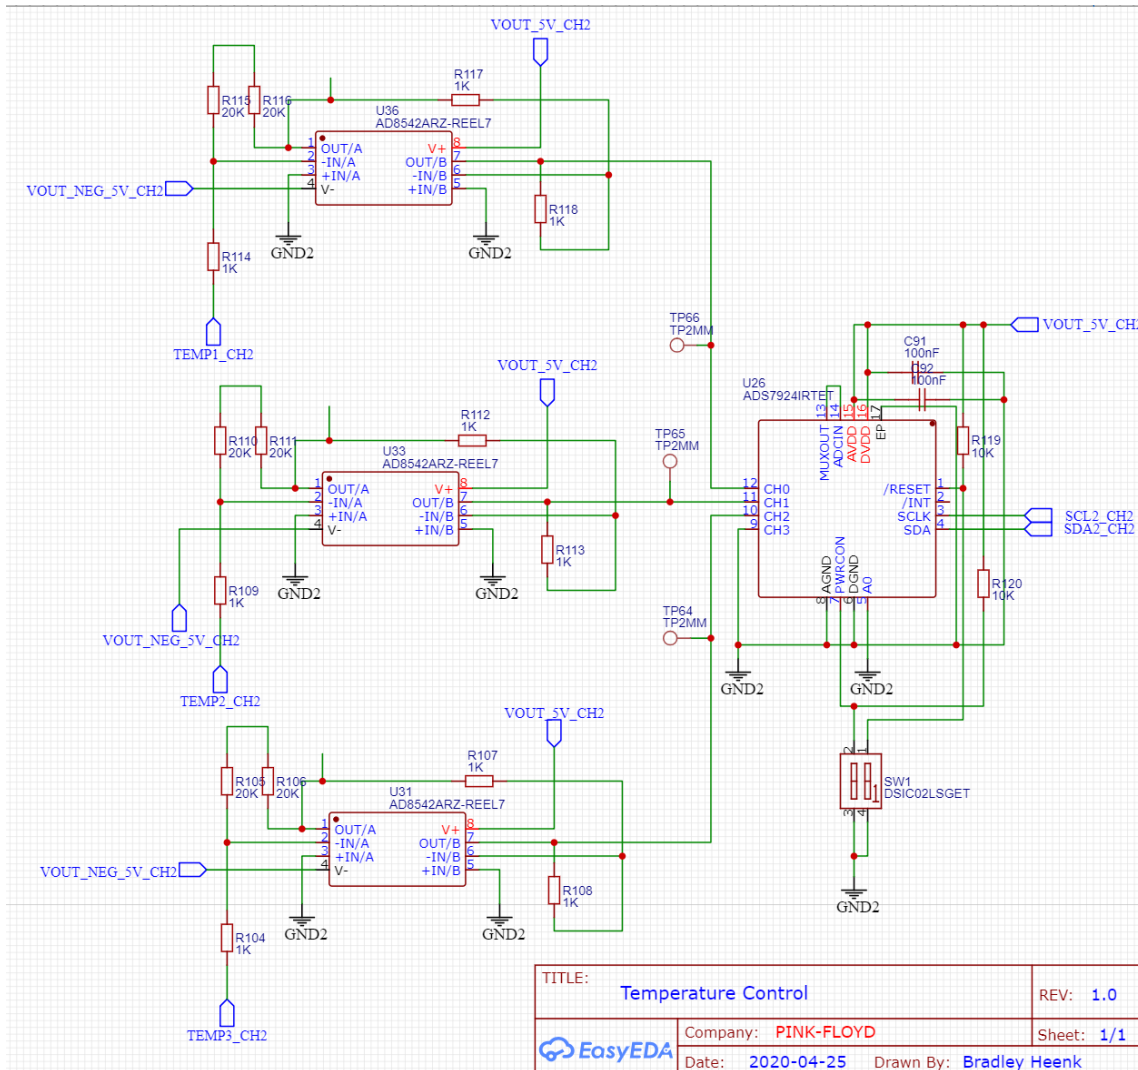 VOUT_5V_CH2
R117
1K
R115
20K
R116
20K
U36
AD8542ARZ-REEL7
1 OUT/A
2 -IN/A
3 +IN/A
4 V-
V+ 8
OUT/B 7
-IN/B 6
+IN/B 5
VOUT_NEG_5V_CH2
R118
1K
GND2
GND2
R114
1K
TEMP1_CH2
TP66
TP2MM
VOUT_5V_CH2
VOUT_5V_CH2
R112
1K
R110
20K
R111
20K
U33
AD8542ARZ-REEL7
1 OUT/A
2 -IN/A
3 +IN/A
4 V-
V+ 8
OUT/B 7
-IN/B 6
+IN/B 5
TP65
TP2MM
R113
1K
GND2
GND2
R109
1K
VOUT_NEG_5V_CH2
TEMP2_CH2
TP64
TP2MM
C91
100nF
C92
100nF
U26
ADS7924IRTET
13 MUXOUT
14 ADCIN
15 AVDD
16 DVDD
17 EP
R119
10K
12 CH0
11 CH1
10 CH2
9 CH3
/RESET 1
/INT 2
SCLK 3
SDA 4
SCL2_CH2
SDA2_CH2
8 AGND
7 PWRCON
6 DGND
5 A0
R120
10K
GND2
GND2
2 1
SW1
DSIC02LSGET
1
3 4
GND2
VOUT_5V_CH2
R107
1K
R105
20K
R106
20K
U31
AD8542ARZ-REEL7
1 OUT/A
2 -IN/A
3 +IN/A
4 V-
V+ 8
OUT/B 7
-IN/B 6
+IN/B 5
VOUT_NEG_5V_CH2
R108
1K
GND2
GND2
R104
1K
TEMP3_CH2
TITLE:
Temperature Control
REV: 1.0
EasyEDA
Company: PINK-FLOYD
Sheet: 1/1
Date: 2020-04-25 Drawn By: Bradley Heenk